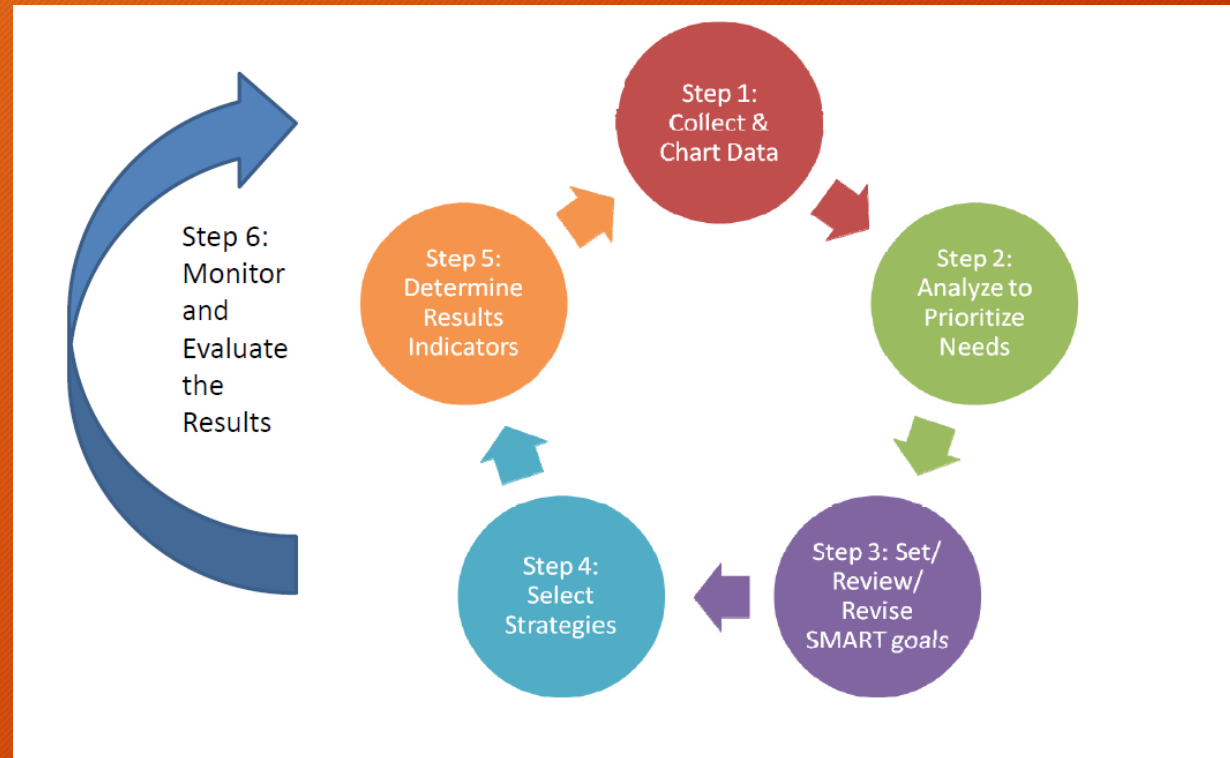 Step 1:
Collect &
Chart Data
Step 2:
Analyze to
Prioritize
Needs
Step 3: Set/
Review/
Revise
SMART goals
Step 4:
Select
Strategies
Step 5:
Determine
Results
Indicators
Step 6:
Monitor
and
Evaluate
the
Results